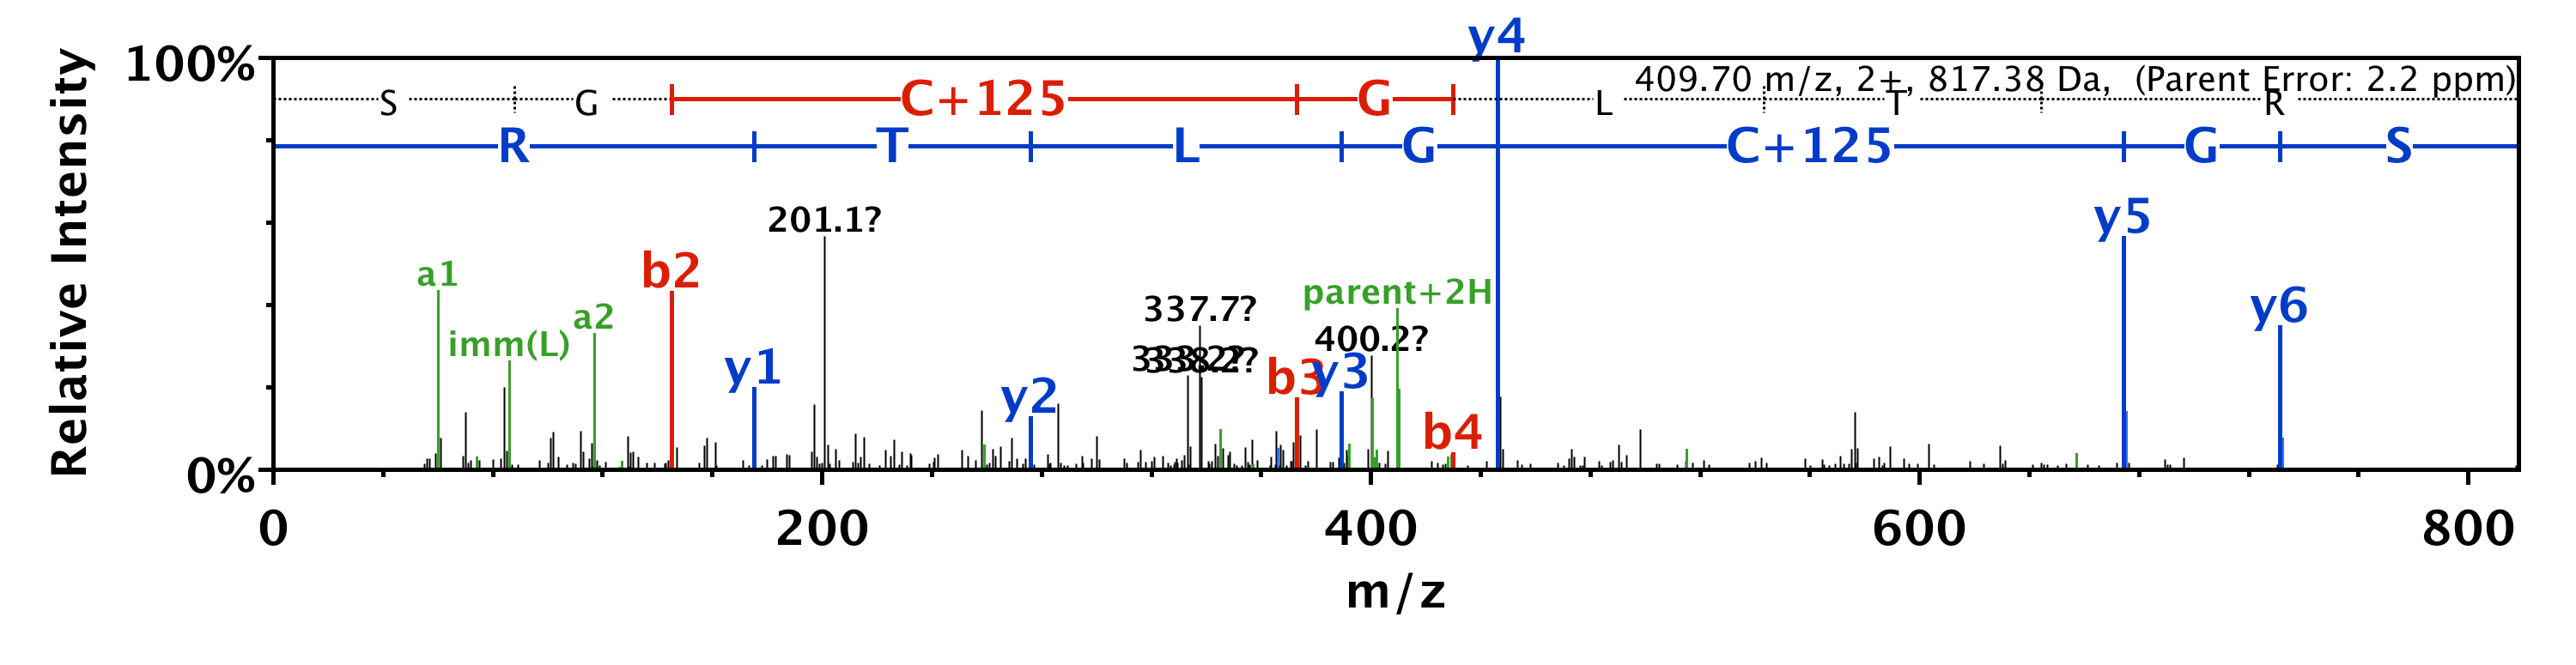 y4
100%
409.70 m/z, 2+, 817.38 Da, (Parent Error: 2.2 ppm)
S G C+125 G L T R
R T L G C+125 G S
Relative Intensity
201.1?
y5
a1
b2
parent+2H
337.7?
y6
a2
imm(L)
400.2?
338.2?
y1
b3
y3
y2
b4
0%
0 200 400 600 800
m/z